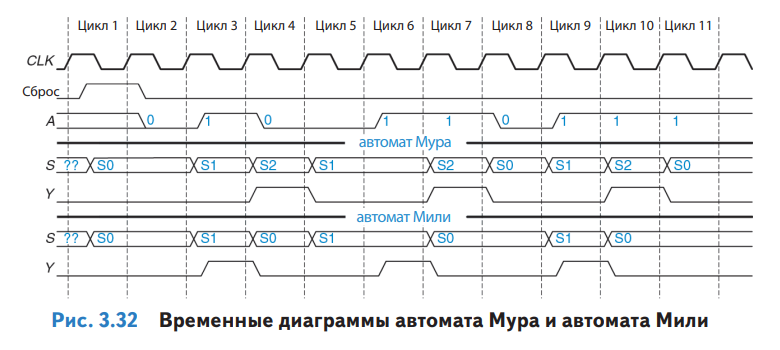 Цикл 1 Цикл 2 Цикл 3 Цикл 4 Цикл 5 Цикл 6 Цикл 7 Цикл 8 Цикл 9 Цикл 10 Цикл 11
CLK
Сброс
A 0 1 0 1 1 0 1 1 1
автомат Мура
S ?? S0 S1 S2 S1 S2 S0 S1 S2 S0
Y
автомат Мили
S ?? S0 S1 S0 S1 S0 S1 S0
Y
Рис. 3.32 Временные диаграммы автомата Мура и автомата Мили